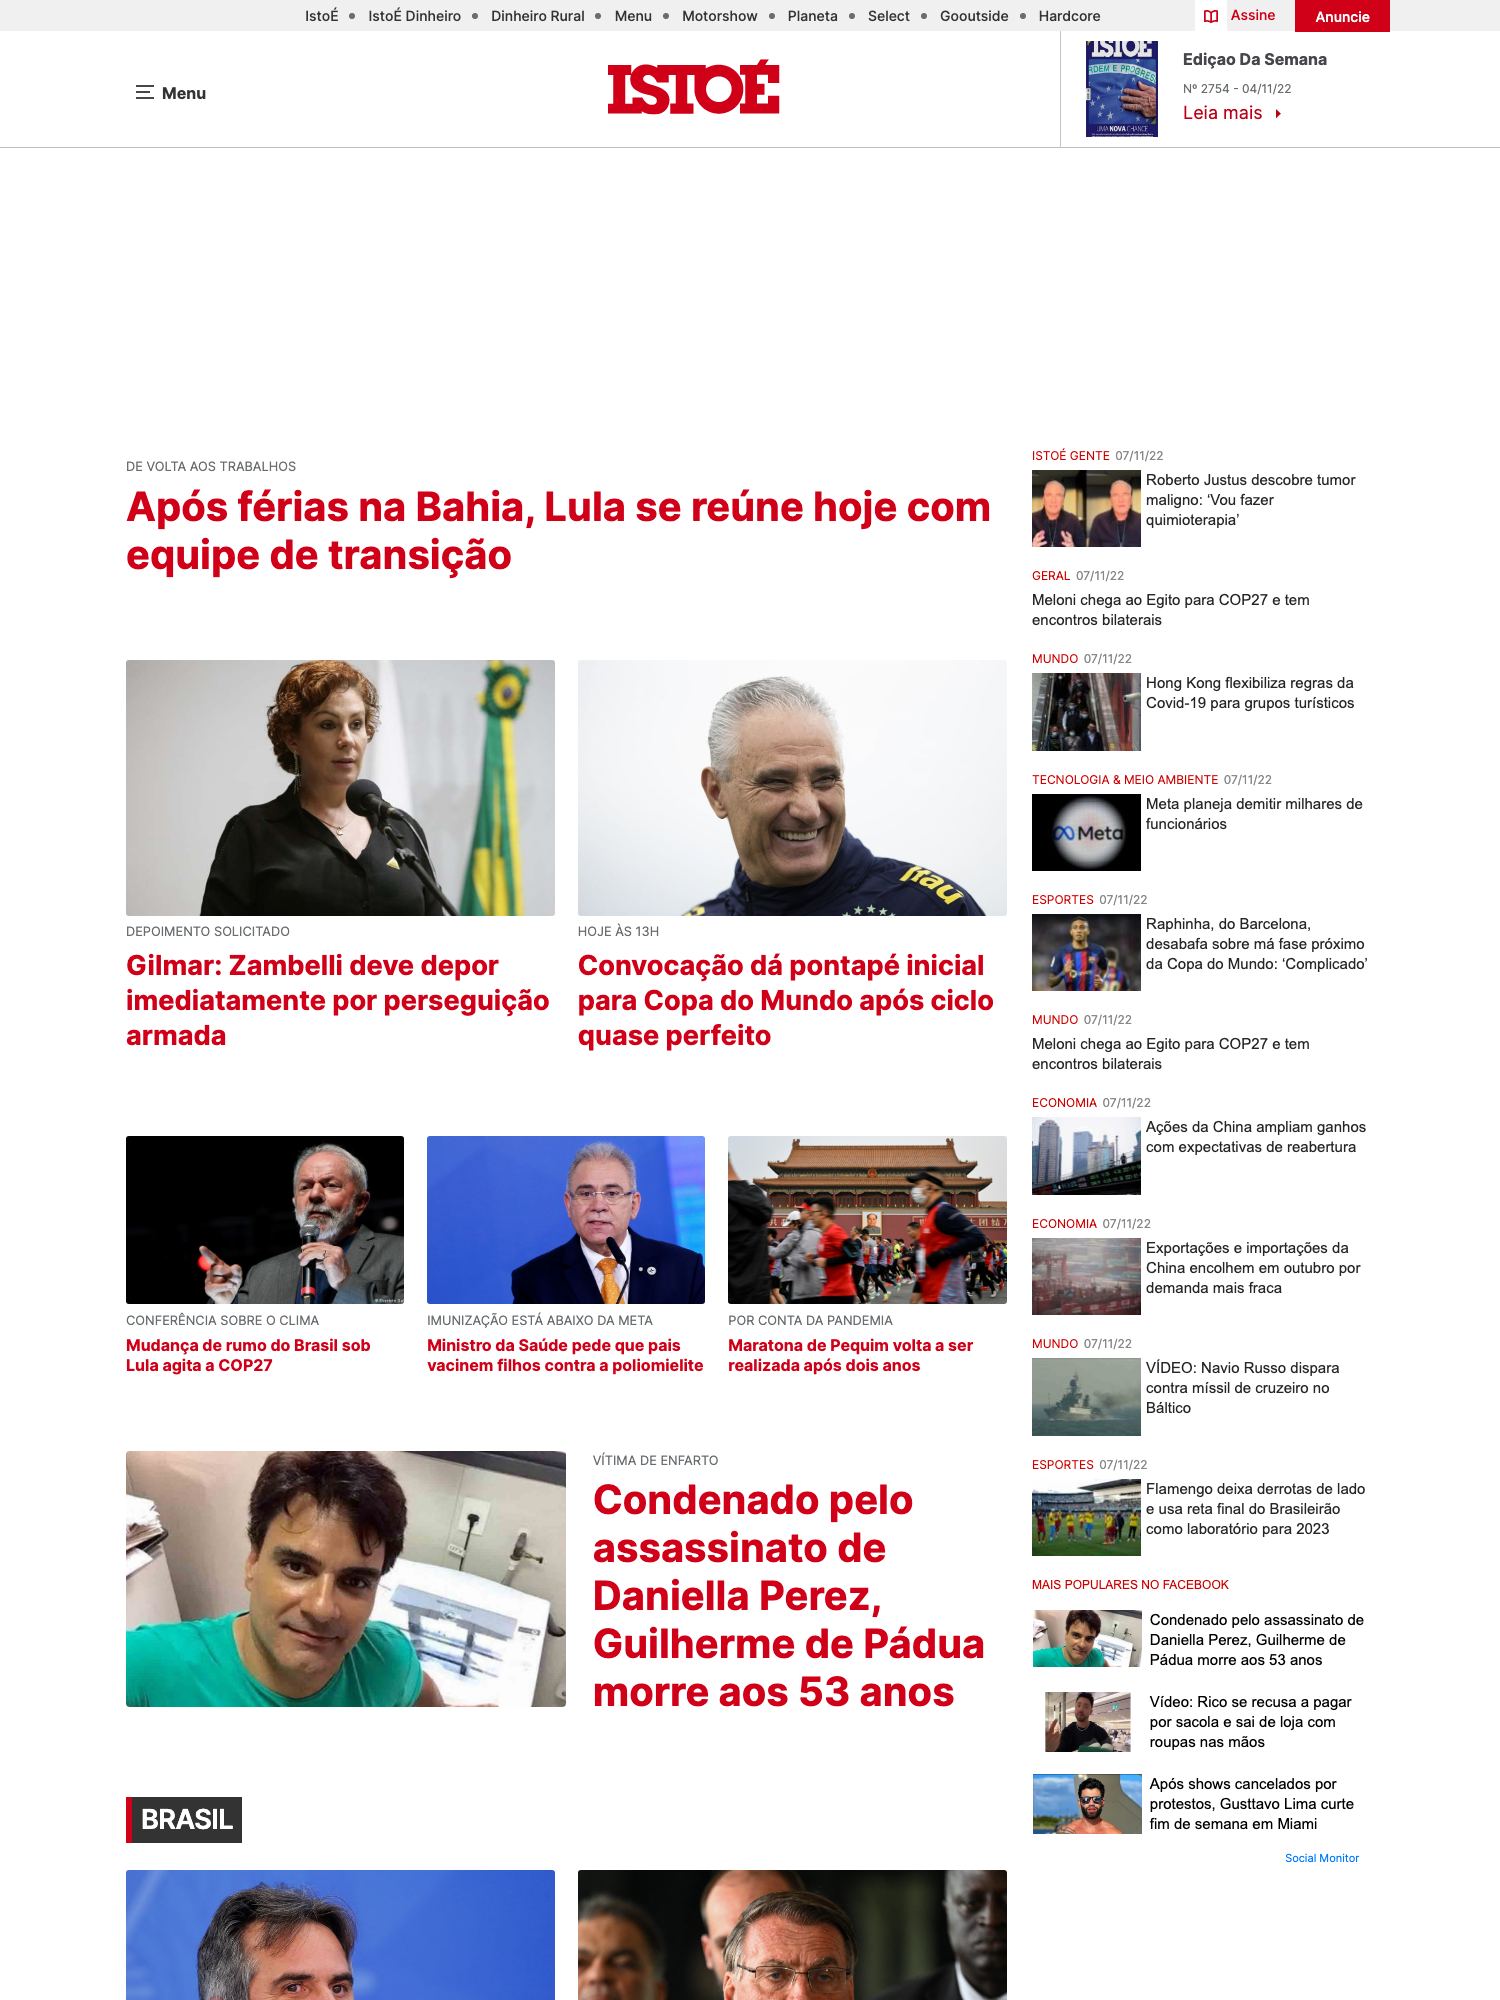 IstoÉ • IstoÉ Dinheiro • Dinheiro Rural • Menu • Motorshow • Planeta • Select • Gooutside • Hardcore
Assine
Anuncie
Menu
ISTOÉ
ISTOÉ
RDEM E PROGRES
UMA NOVA CHANCE
Ediçao Da Semana
Nº 2754 - 04/11/22
Leia mais
DE VOLTA AOS TRABALHOS
Após férias na Bahia, Lula se reúne hoje com
equipe de transição
DEPOIMENTO SOLICITADO
Gilmar: Zambelli deve depor
imediatamente por perseguição
armada
Itaú
HOJE ÀS 13H
Convocação dá pontapé inicial
para Copa do Mundo após ciclo
quase perfeito
CONFERÊNCIA SOBRE O CLIMA
Mudança de rumo do Brasil sob
Lula agita a COP27
IMUNIZAÇÃO ESTÁ ABAIXO DA META
Ministro da Saúde pede que pais
vacinem filhos contra a poliomielite
POR CONTA DA PANDEMIA
Maratona de Pequim volta a ser
realizada após dois anos
VÍTIMA DE ENFARTO
Condenado pelo
assassinato de
Daniella Perez,
Guilherme de Pádua
morre aos 53 anos
BRASIL
ISTOÉ GENTE 07/11/22
Roberto Justus descobre tumor
maligno: ‘Vou fazer
quimioterapia’
GERAL 07/11/22
Meloni chega ao Egito para COP27 e tem
encontros bilaterais
MUNDO 07/11/22
Hong Kong flexibiliza regras da
Covid-19 para grupos turísticos
TECNOLOGIA & MEIO AMBIENTE 07/11/22
Meta
Meta planeja demitir milhares de
funcionários
ESPORTES 07/11/22
Raphinha, do Barcelona,
desabafa sobre má fase próximo
da Copa do Mundo: ‘Complicado’
MUNDO 07/11/22
Meloni chega ao Egito para COP27 e tem
encontros bilaterais
ECONOMIA 07/11/22
Ações da China ampliam ganhos
com expectativas de reabertura
ECONOMIA 07/11/22
Exportações e importações da
China encolhem em outubro por
demanda mais fraca
MUNDO 07/11/22
VÍDEO: Navio Russo dispara
contra míssil de cruzeiro no
Báltico
ESPORTES 07/11/22
Flamengo deixa derrotas de lado
e usa reta final do Brasileirão
como laboratório para 2023
MAIS POPULARES NO FACEBOOK
Condenado pelo assassinato de
Daniella Perez, Guilherme de
Pádua morre aos 53 anos
Vídeo: Rico se recusa a pagar
por sacola e sai de loja com
roupas nas mãos
Após shows cancelados por
protestos, Gusttavo Lima curte
fim de semana em Miami
Social Monitor